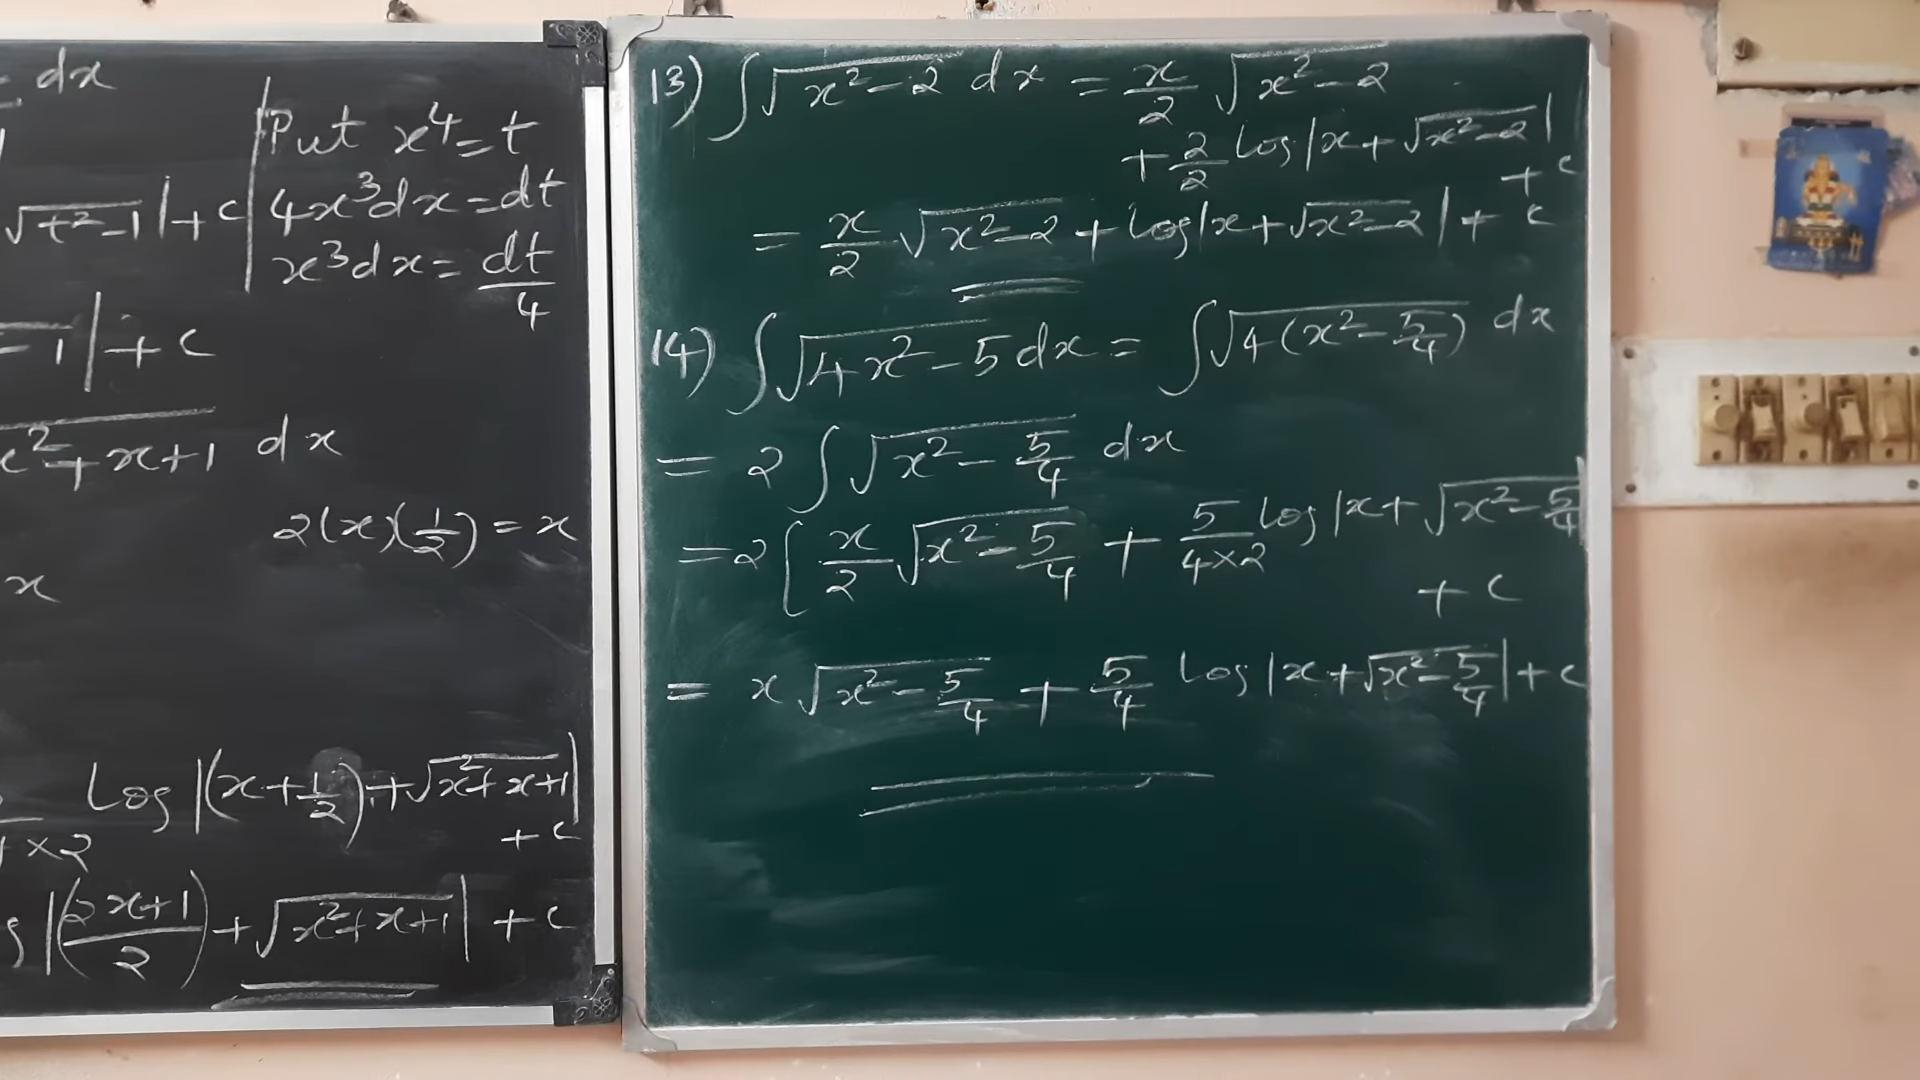 dx
Put x⁴ = t
√t²-1| + c
4x³dx = dt
x³dx = dt/4
-1| + c
x²+x+1 dx
2(x)(1/2) = x
x
log |(x+1/2)+√x²+x+1|
×2
+ c
|(2x+1/2)+√x²+x+1| + c
13) ∫√x²-2 dx = x/2 √x²-2
+ 2/2 log|x+√x²-2|
+ c
= x/2 √x²-2 + log|x+√x²-2| + c
14) ∫√4x²-5 dx = ∫√4(x²-5/4) dx
= 2 ∫√x²-5/4 dx
=2[x/2 √x²-5/4 + 5/4×2 log|x+√x²-5/4|
+ c
= x √x²-5/4 + 5/4 log|x+√x²-5/4| + c